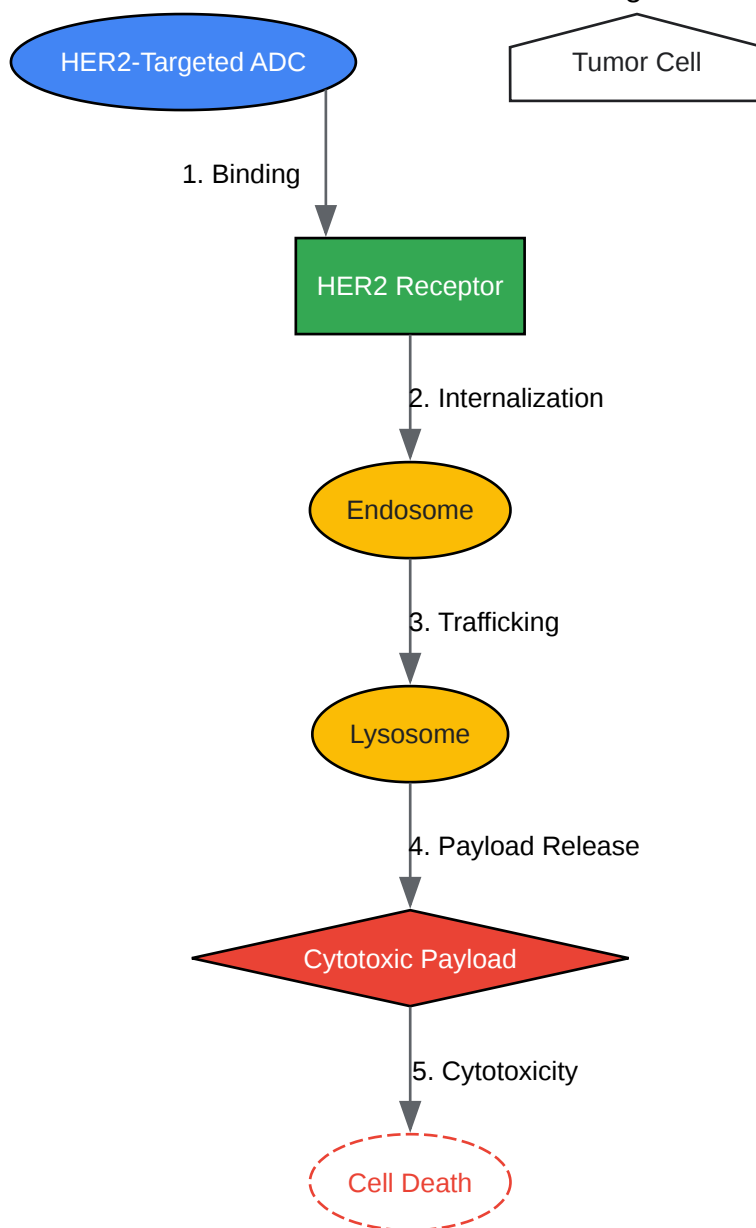 HER2-Targeted ADC
Tumor Cell
1. Binding
HER2 Receptor
2. Internalization
Endosome
3. Trafficking
Lysosome
4. Payload Release
Cytotoxic Payload
5. Cytotoxicity
Cell Death